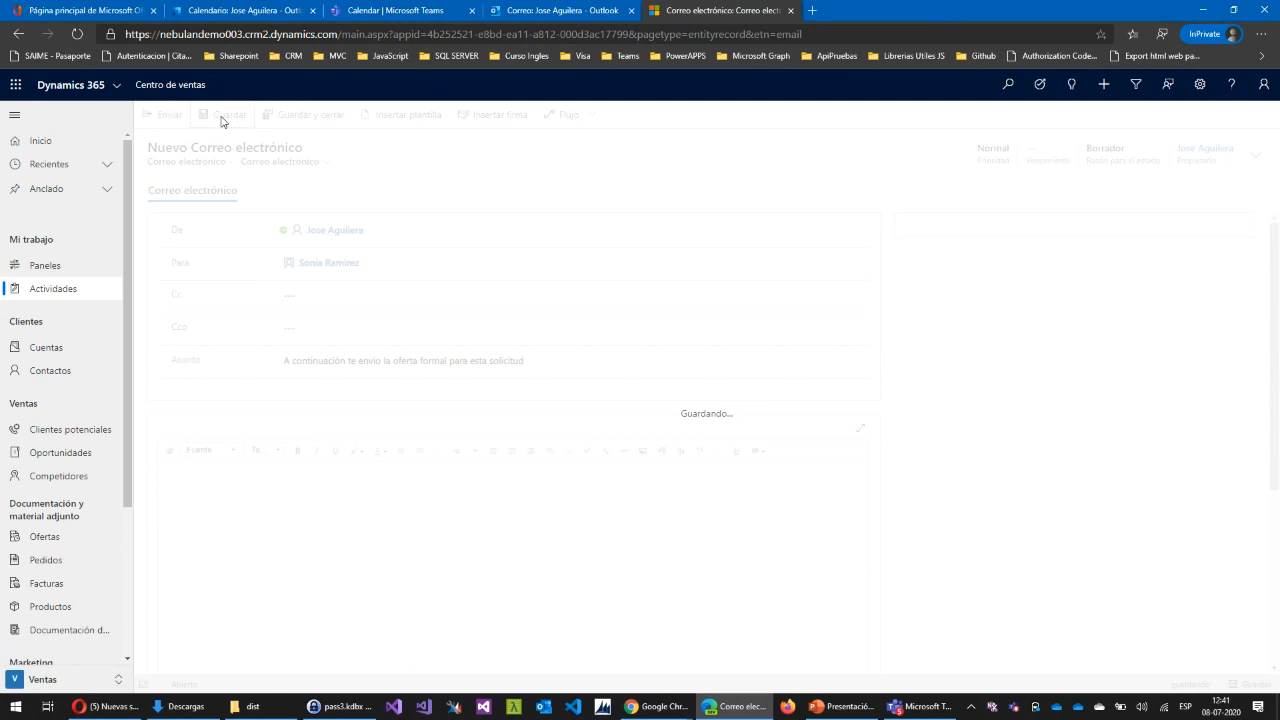 Página principal de Microsoft O
Calendario: Jose Aguilera - Outlo
Calendario | Microsoft Teams
Correo: Jose Aguilera - Outlook
Correo electrónico: Correo elect
https://rebornodemo003.crm2.dynamics.com/main.aspx?appid=4b252521-e8bd-ea11-a812-000d3ac17799&pagetype=entityrecord&etn=email
InPrivate
SAIME - Pasaporte
Autenticacion | Cita...
Sharepoint
CRM
MVC
JavaScript
SQL SERVER
Curso Ingles
Visa
Teams
Microsoft Graph
ApiPruebas
Librerias Utiles JS
Authorization Code...
Export html web pa...
Dynamics 365
Centro de ventas
Enviar
Guardar
Guardar y cerrar
Insertar plantilla
Insertar firma
Flujo
Inicio
Recientes
Anclado
Mi trabajo
Paneles
Actividades
Clientes
Cuentas
Contactos
Ventas
Clientes potenciales
Oportunidades
Competidores
Documentación y
material adjunto
Ofertas
Pedidos
Facturas
Productos
Documentación d...
Marketing
Ventas
Nuevo Correo electrónico
Correo electrónico
Correo electrónico
Normal
Prioridad
---
Vencimiento
Borrador
Razón para el estado
Jose Aguilera
Propietario
Correo electrónico
De
Jose Aguilera
Para
Sonia Ramirez
Cc
---
Cco
---
Asunto
A continuación te envio la oferta formal para esta solicitud
Guardando...
Fuente
Ta...
Abierto
guardando
Guardar
(5) Nuevas ...
Descargas
dist
pass3.kdbx ...
Google Chr...
Correo elec...
Presentació...
Microsoft T...
ESP
12:41
08-07-2020